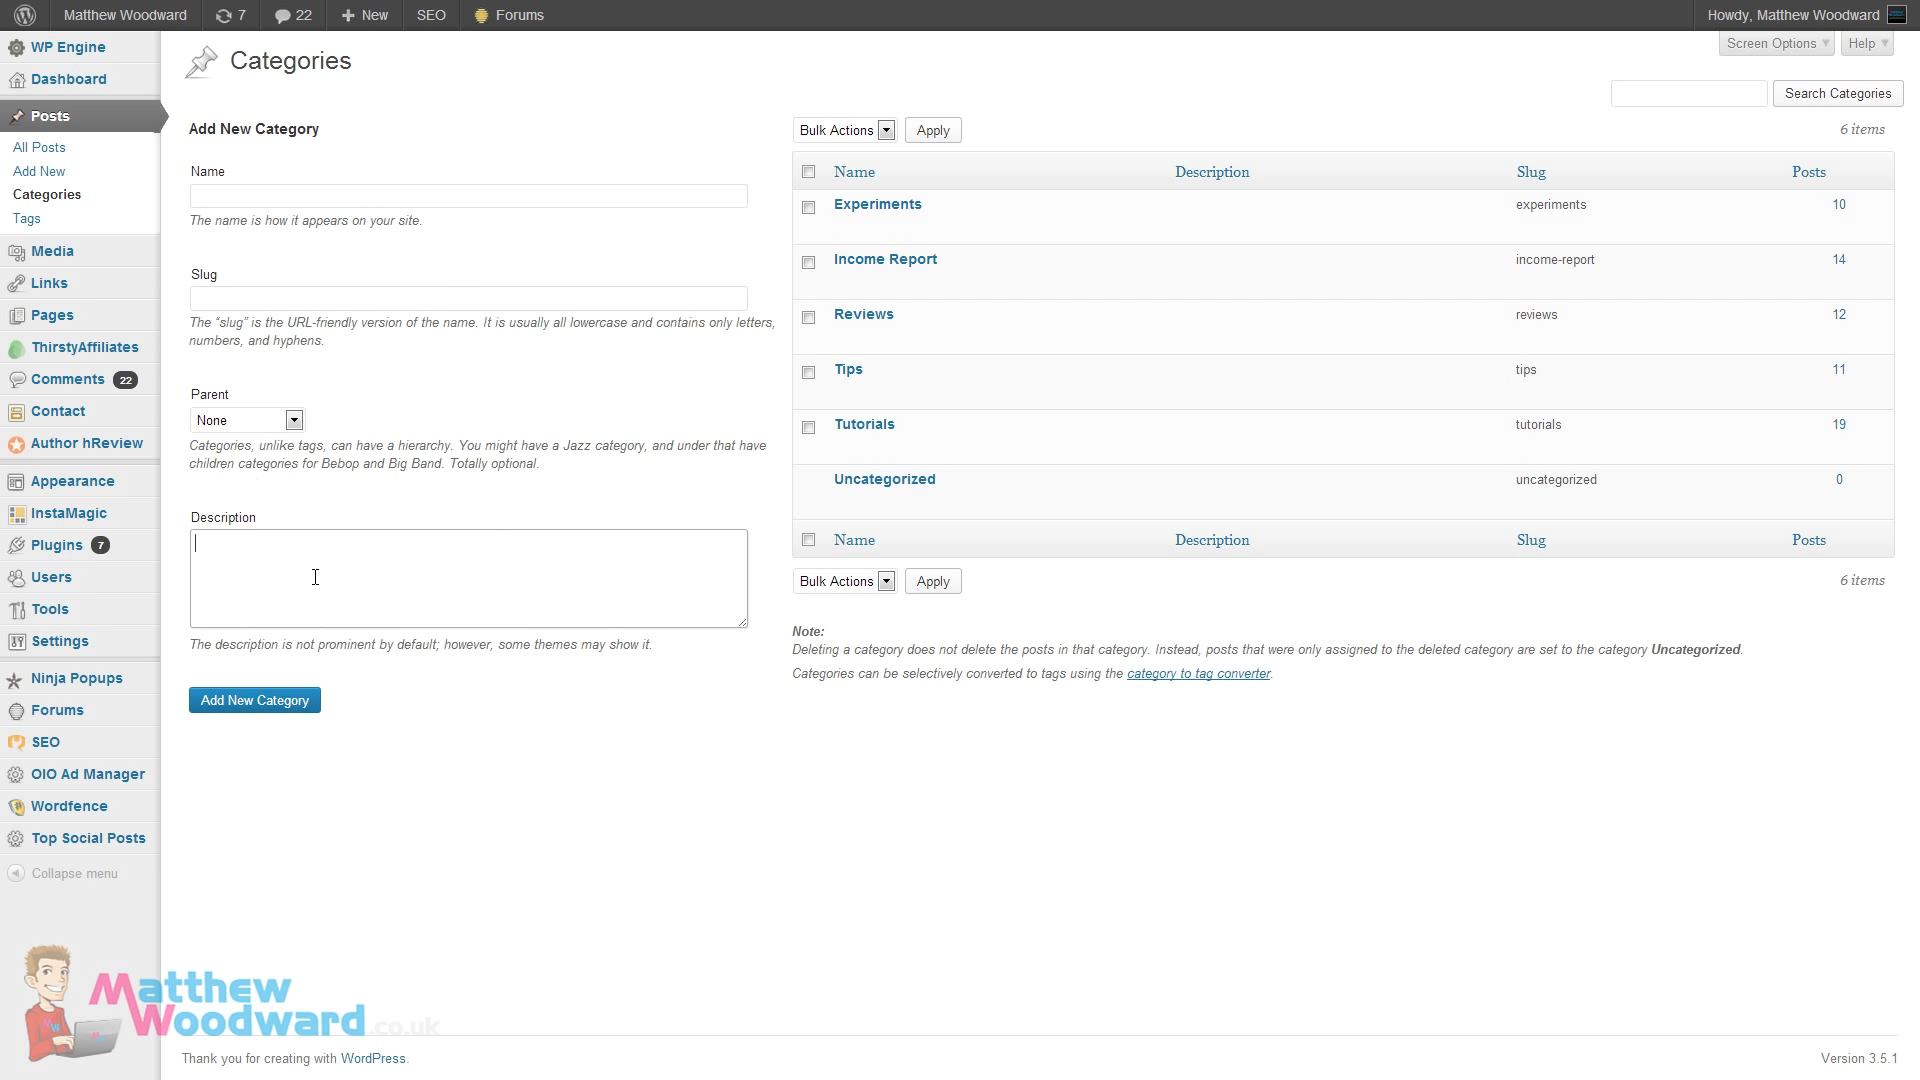 Matthew Woodward 7 22 New SEO Forums Howdy, Matthew Woodward
Screen Options Help
WP Engine
Dashboard
Posts
All Posts
Add New
Categories
Tags
Media
Links
Pages
ThirstyAffiliates
Comments 22
Contact
Author hReview
Appearance
InstaMagic
Plugins 7
Users
Tools
Settings
Ninja Popups
Forums
SEO
OIO Ad Manager
Wordfence
Top Social Posts
Collapse menu
Categories
Search Categories
Add New Category
Name
The name is how it appears on your site.
Slug
The “slug” is the URL-friendly version of the name. It is usually all lowercase and contains only letters,
numbers, and hyphens.
Parent
None
Categories, unlike tags, can have a hierarchy. You might have a Jazz category, and under that have
children categories for Bebop and Big Band. Totally optional.
Description
The description is not prominent by default; however, some themes may show it.
Add New Category
Bulk Actions Apply 6 items
Name Description Slug Posts
Experiments experiments 10
Income Report income-report 14
Reviews reviews 12
Tips tips 11
Tutorials tutorials 19
Uncategorized uncategorized 0
Name Description Slug Posts
Bulk Actions Apply 6 items
Note:
Deleting a category does not delete the posts in that category. Instead, posts that were only assigned to the deleted category are set to the category Uncategorized.
Categories can be selectively converted to tags using the category to tag converter.
Matthew
Woodward.co.uk
Thank you for creating with WordPress. Version 3.5.1